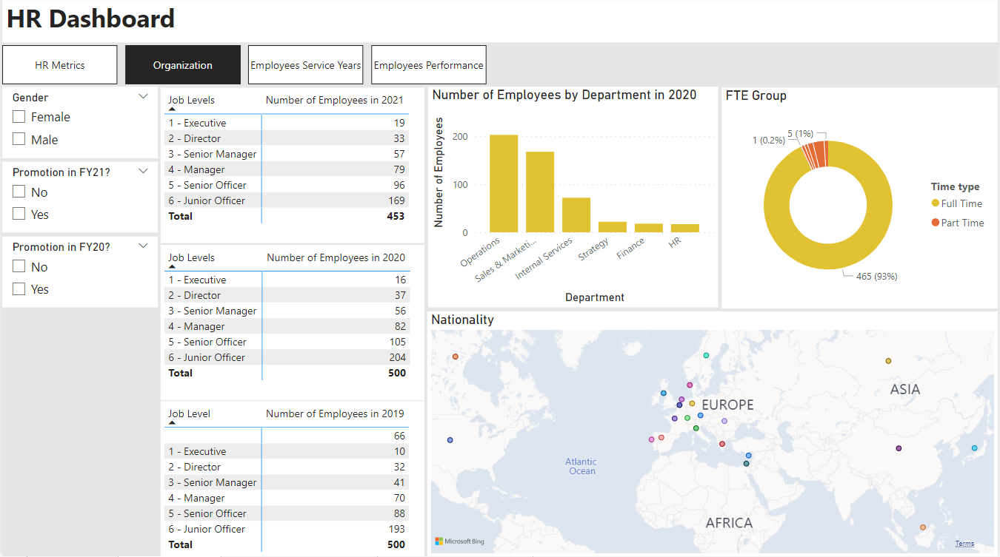 HR Dashboard
HR Metrics
Organization
Employees Service Years
Employees Performance
Gender
Female
Male
Promotion in FY21?
No
Yes
Promotion in FY20?
No
Yes
Job Levels Number of Employees in 2021
1 - Executive 19
2 - Director 33
3 - Senior Manager 57
4 - Manager 79
5 - Senior Officer 96
6 - Junior Officer 169
Total 453
Job Levels Number of Employees in 2020
1 - Executive 16
2 - Director 37
3 - Senior Manager 56
4 - Manager 82
5 - Senior Officer 105
6 - Junior Officer 204
Total 500
Job Level Number of Employees in 2019
66
1 - Executive 10
2 - Director 32
3 - Senior Manager 41
4 - Manager 70
5 - Senior Officer 88
6 - Junior Officer 193
Total 500
Number of Employees by Department in 2020
Number of Employees
200
100
0
Operations
Sales & Marketi...
Internal Services
Strategy
Finance
HR
Department
FTE Group
1 (0.2%)
5 (1%)
465 (93%)
Time type
Full Time
Part Time
Nationality
ASIA
EUROPE
Atlantic
Ocean
AFRICA
Microsoft Bing
Terms